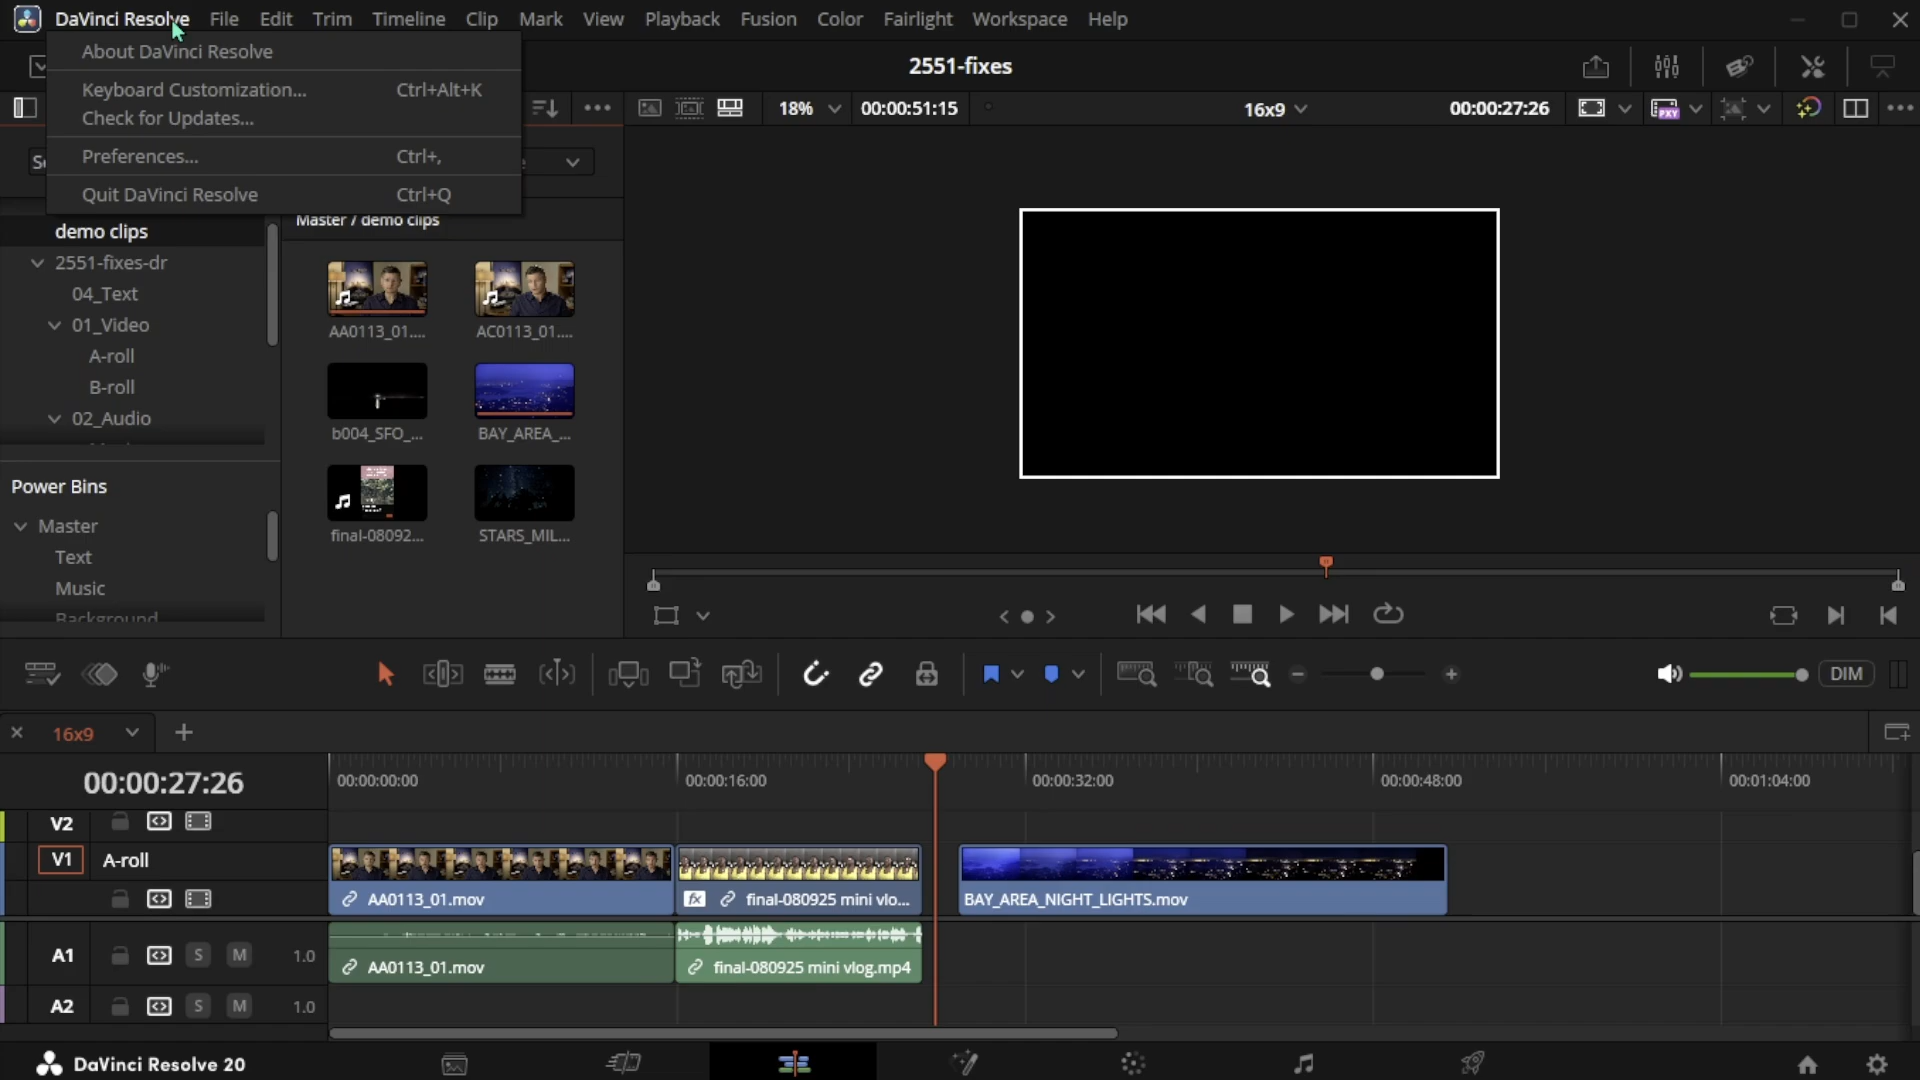 DaVinci Resolve File Edit Trim Timeline Clip Mark View Playback Fusion Color Fairlight Workspace Help
About DaVinci Resolve
2551-fixes
Keyboard Customization... Ctrl+Alt+K
Check for Updates...
18% 00:00:51:15 16x9 00:00:27:26
PXY
Preferences... Ctrl+,
Quit DaVinci Resolve Ctrl+Q
Master / demo clips
demo clips
2551-fixes-dr
04_Text
01_Video
A-roll
B-roll
02_Audio
AA0113_01.... AC0113_01....
b004_SFO_... BAY_AREA_...
final-08092... STARS_MIL...
Power Bins
Master
Text
Music
Background
DIM
16x9
00:00:27:26
00:00:00:00 00:00:16:00 00:00:32:00 00:00:48:00 00:01:04:00
V2
V1 A-roll
AA0113_01.mov fx final-080925 mini vlo... BAY_AREA_NIGHT_LIGHTS.mov
A1 S M 1.0
AA0113_01.mov final-080925 mini vlog.mp4
A2 S M 1.0
DaVinci Resolve 20